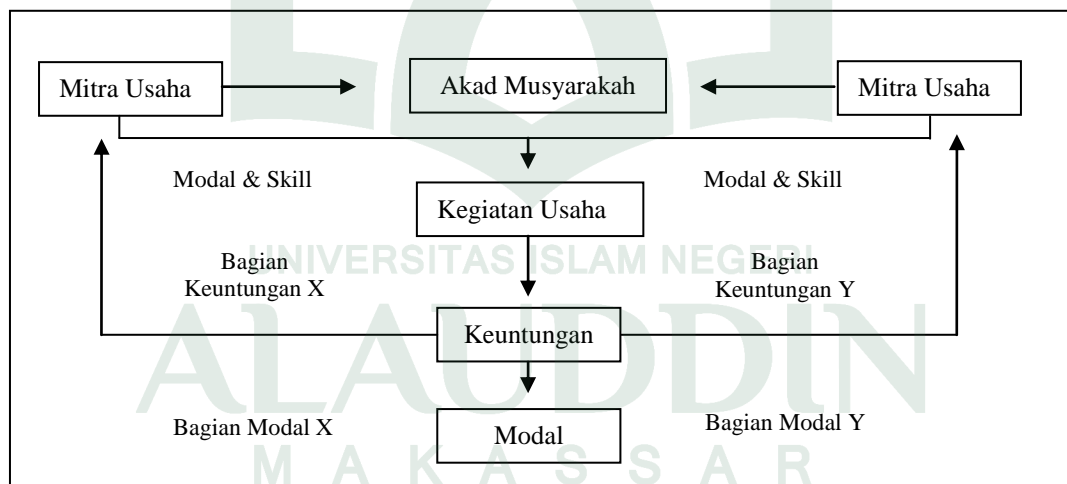 Mitra Usaha
Akad Musyarakah
Mitra Usaha
Modal & Skill
Modal & Skill
Kegiatan Usaha
UNIVERSITAS ISLAM NEGERI
Bagian
Keuntungan X
Bagian
Keuntungan Y
Keuntungan
ALAUDDIN
Bagian Modal X
Bagian Modal Y
Modal
MAKASSAR